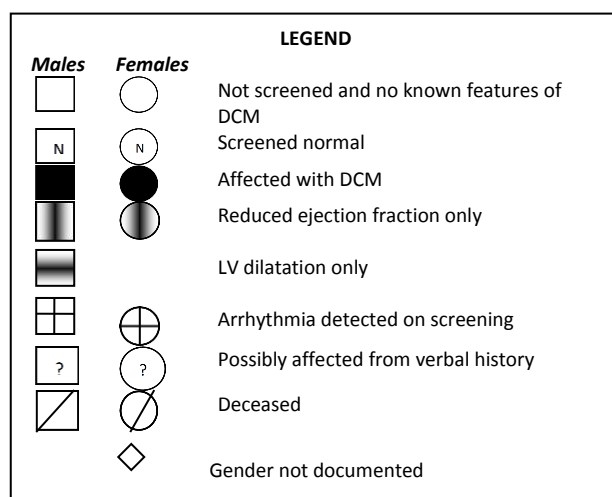 LEGEND
Males Females
Not screened and no known features of
DCM
N N Screened normal
Affected with DCM
Reduced ejection fraction only
LV dilatation only
Arrhythmia detected on screening
? ? Possibly affected from verbal history
Deceased
Gender not documented